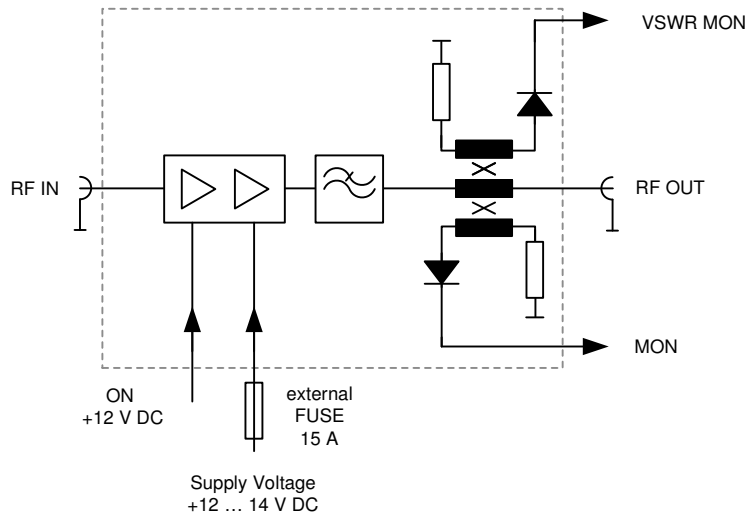 VSWR MON
RF IN
RF OUT
MON
ON
+12 V DC
external
FUSE
15 A
Supply Voltage
+12 ... 14 V DC